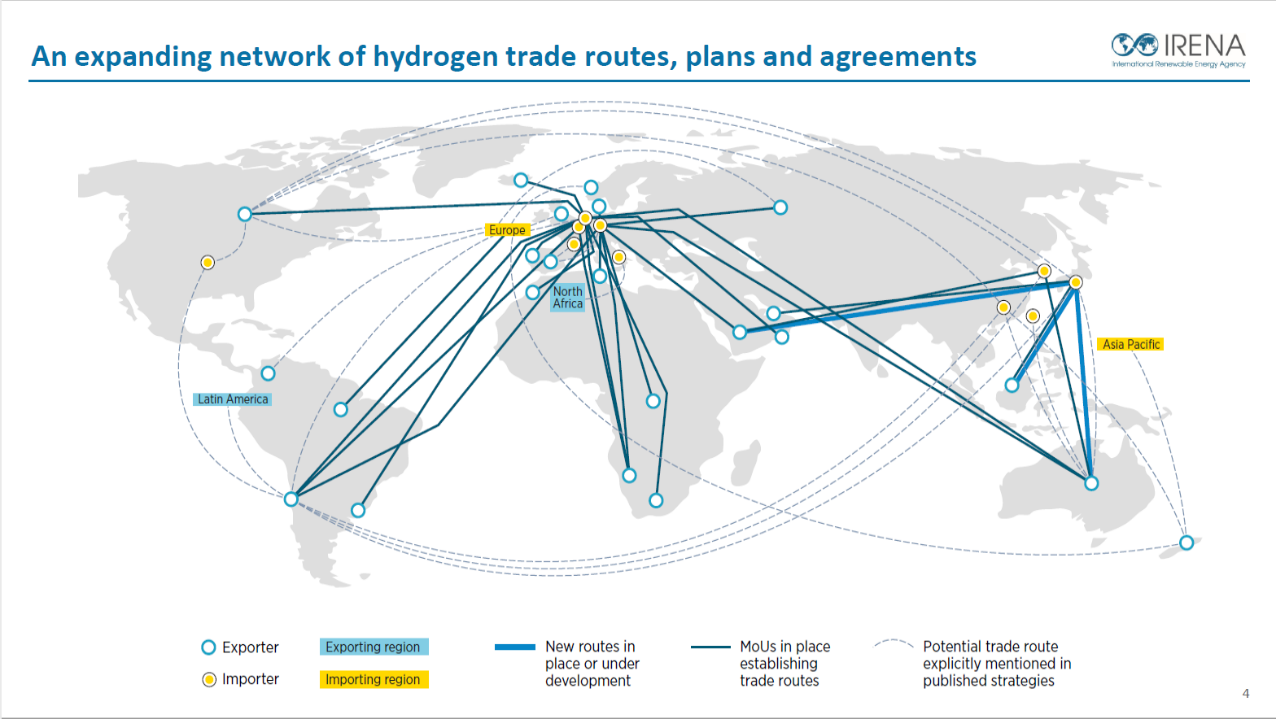 An expanding network of hydrogen trade routes, plans and agreements
IRENA
International Renewable Energy Agency
Europe
North
Africa
Asia Pacific
Latin America
Exporter
Exporting region
New routes in
place or under
development
MoUs in place
establishing
trade routes
Potential trade route
explicitly mentioned in
published strategies
Importer
Importing region
4